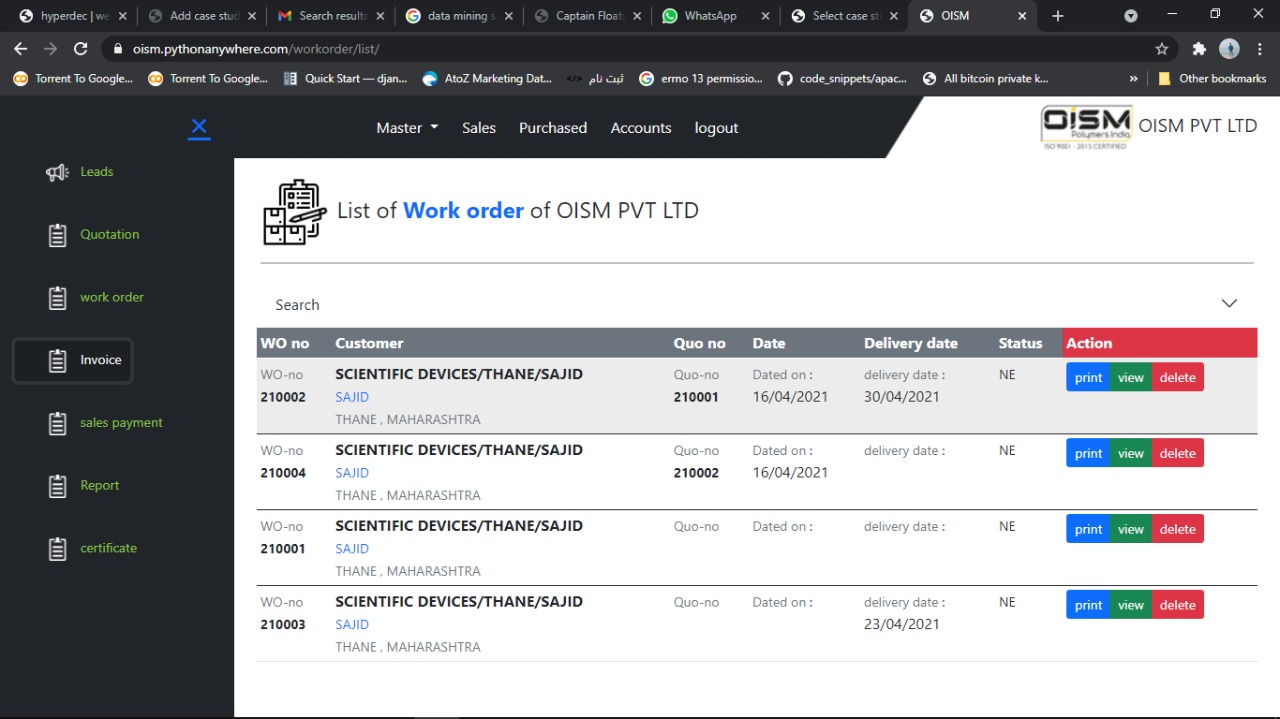 hyperdec | we
Add case stud
Search results
data mining s
Captain Float
WhatsApp
Select case st
OISM
oism.pythonanywhere.com/workorder/list/
Torrent To Google...
Torrent To Google...
Quick Start — djan...
AtoZ Marketing Dat...
ثبت نام
ermo 13 permissio...
code_snippets/apac...
All bitcoin private k...
»
Other bookmarks
Master
Sales
Purchased
Accounts
logout
OiSM
Polymers India
ISO 9001 - 2015 CERTIFIED
OISM PVT LTD
Leads
Quotation
work order
Invoice
sales payment
Report
certificate
List of Work order of OISM PVT LTD
Search
WO no Customer Quo no Date Delivery date Status Action
WO-no SCIENTIFIC DEVICES/THANE/SAJID Quo-no Dated on : delivery date : NE print view delete
210002 SAJID 210001 16/04/2021 30/04/2021
THANE , MAHARASHTRA
WO-no SCIENTIFIC DEVICES/THANE/SAJID Quo-no Dated on : delivery date : NE print view delete
210004 SAJID 210002 16/04/2021
THANE , MAHARASHTRA
WO-no SCIENTIFIC DEVICES/THANE/SAJID Quo-no Dated on : delivery date : NE print view delete
210001 SAJID
THANE , MAHARASHTRA
WO-no SCIENTIFIC DEVICES/THANE/SAJID Quo-no Dated on : delivery date : NE print view delete
210003 SAJID 23/04/2021
THANE , MAHARASHTRA